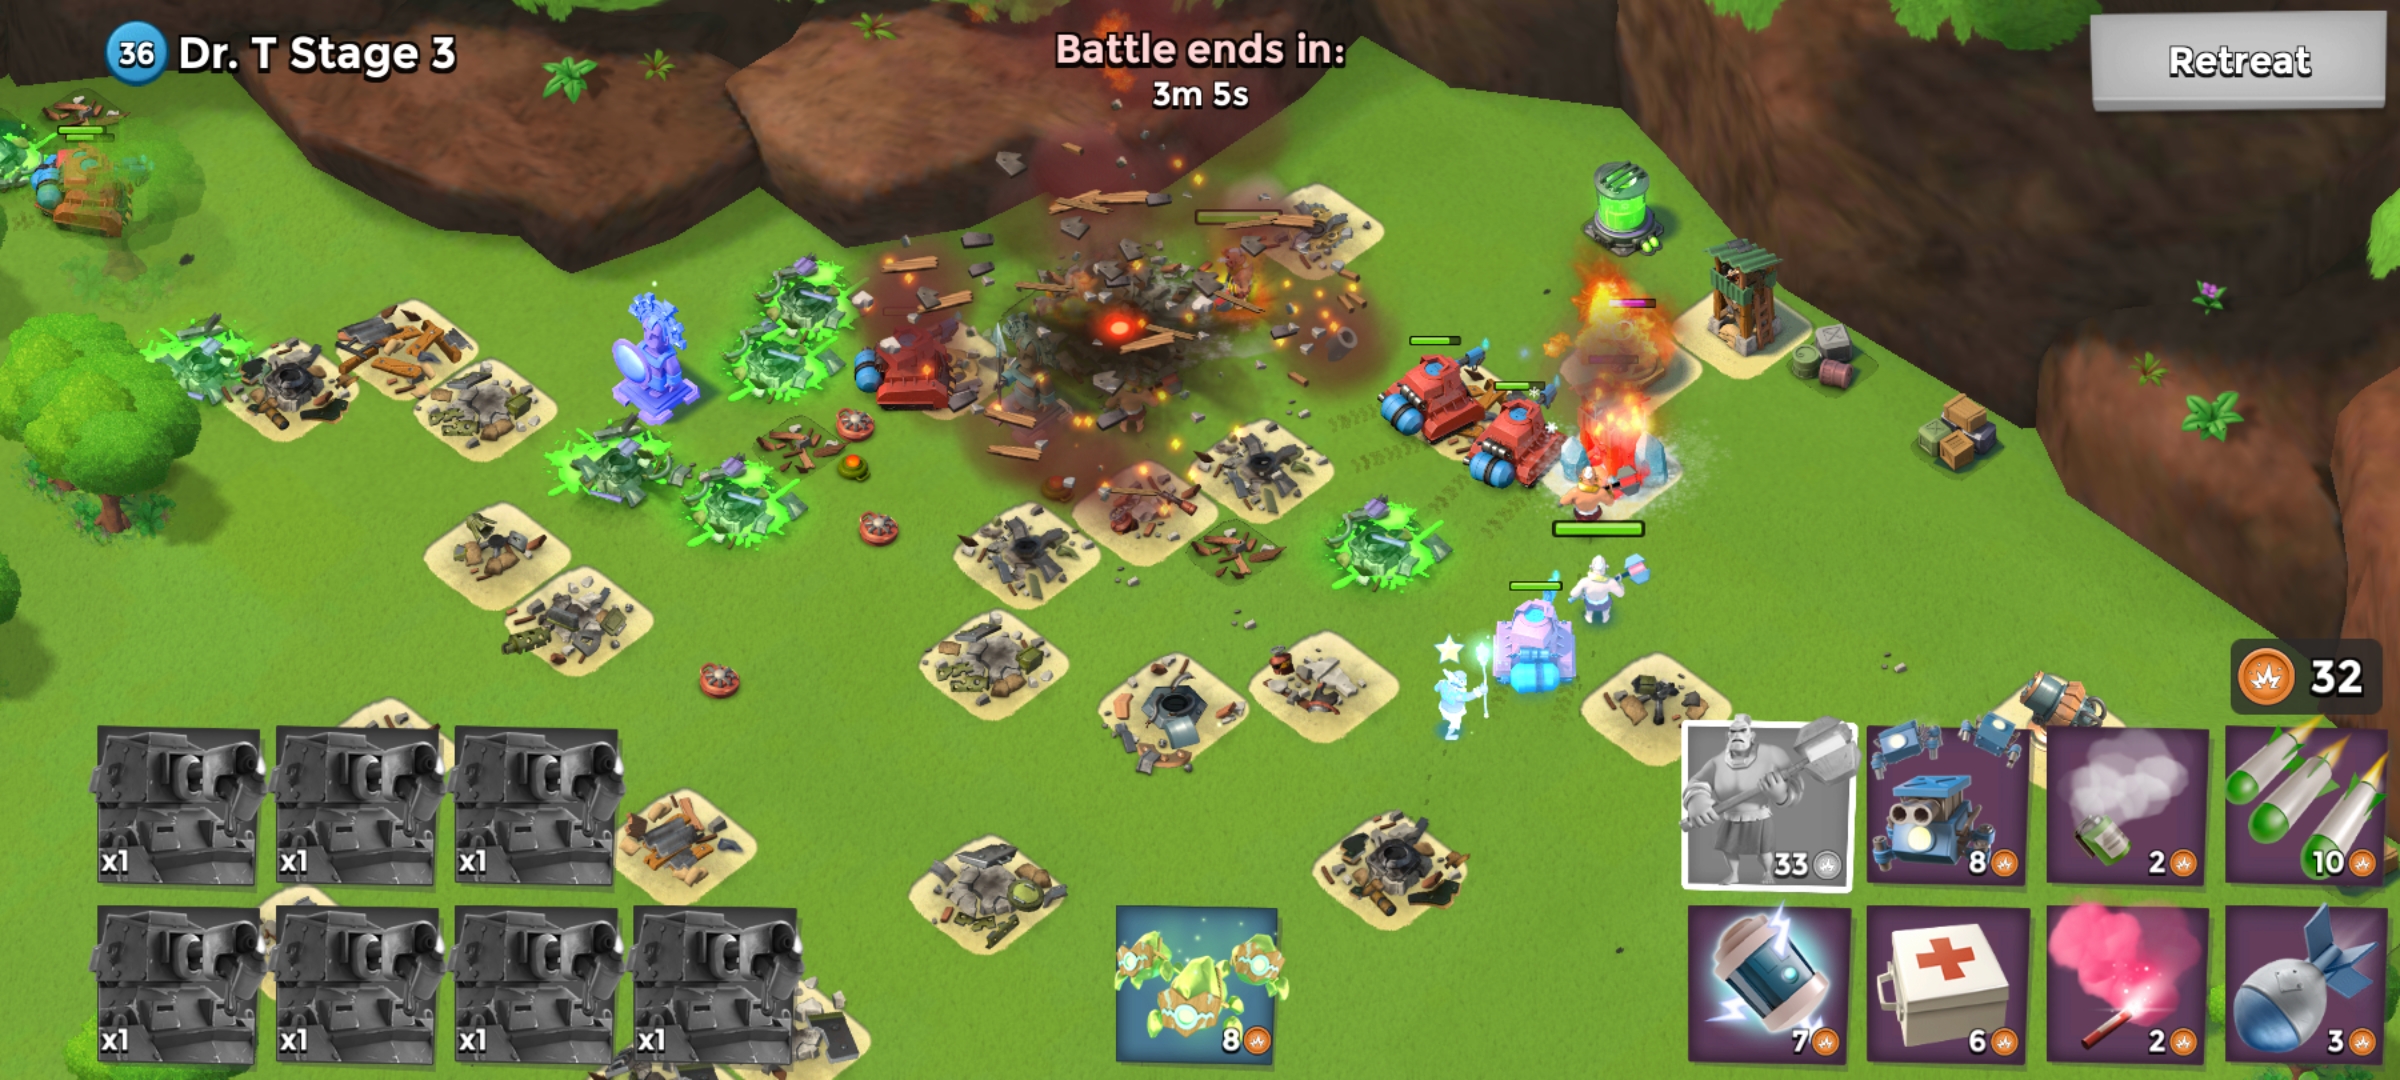 36 Dr. T Stage 3
Battle ends in:
3m 5s
Retreat
32
x1 x1 x1
33 8 2 10
x1 x1 x1 x1
8
7 6 2 3